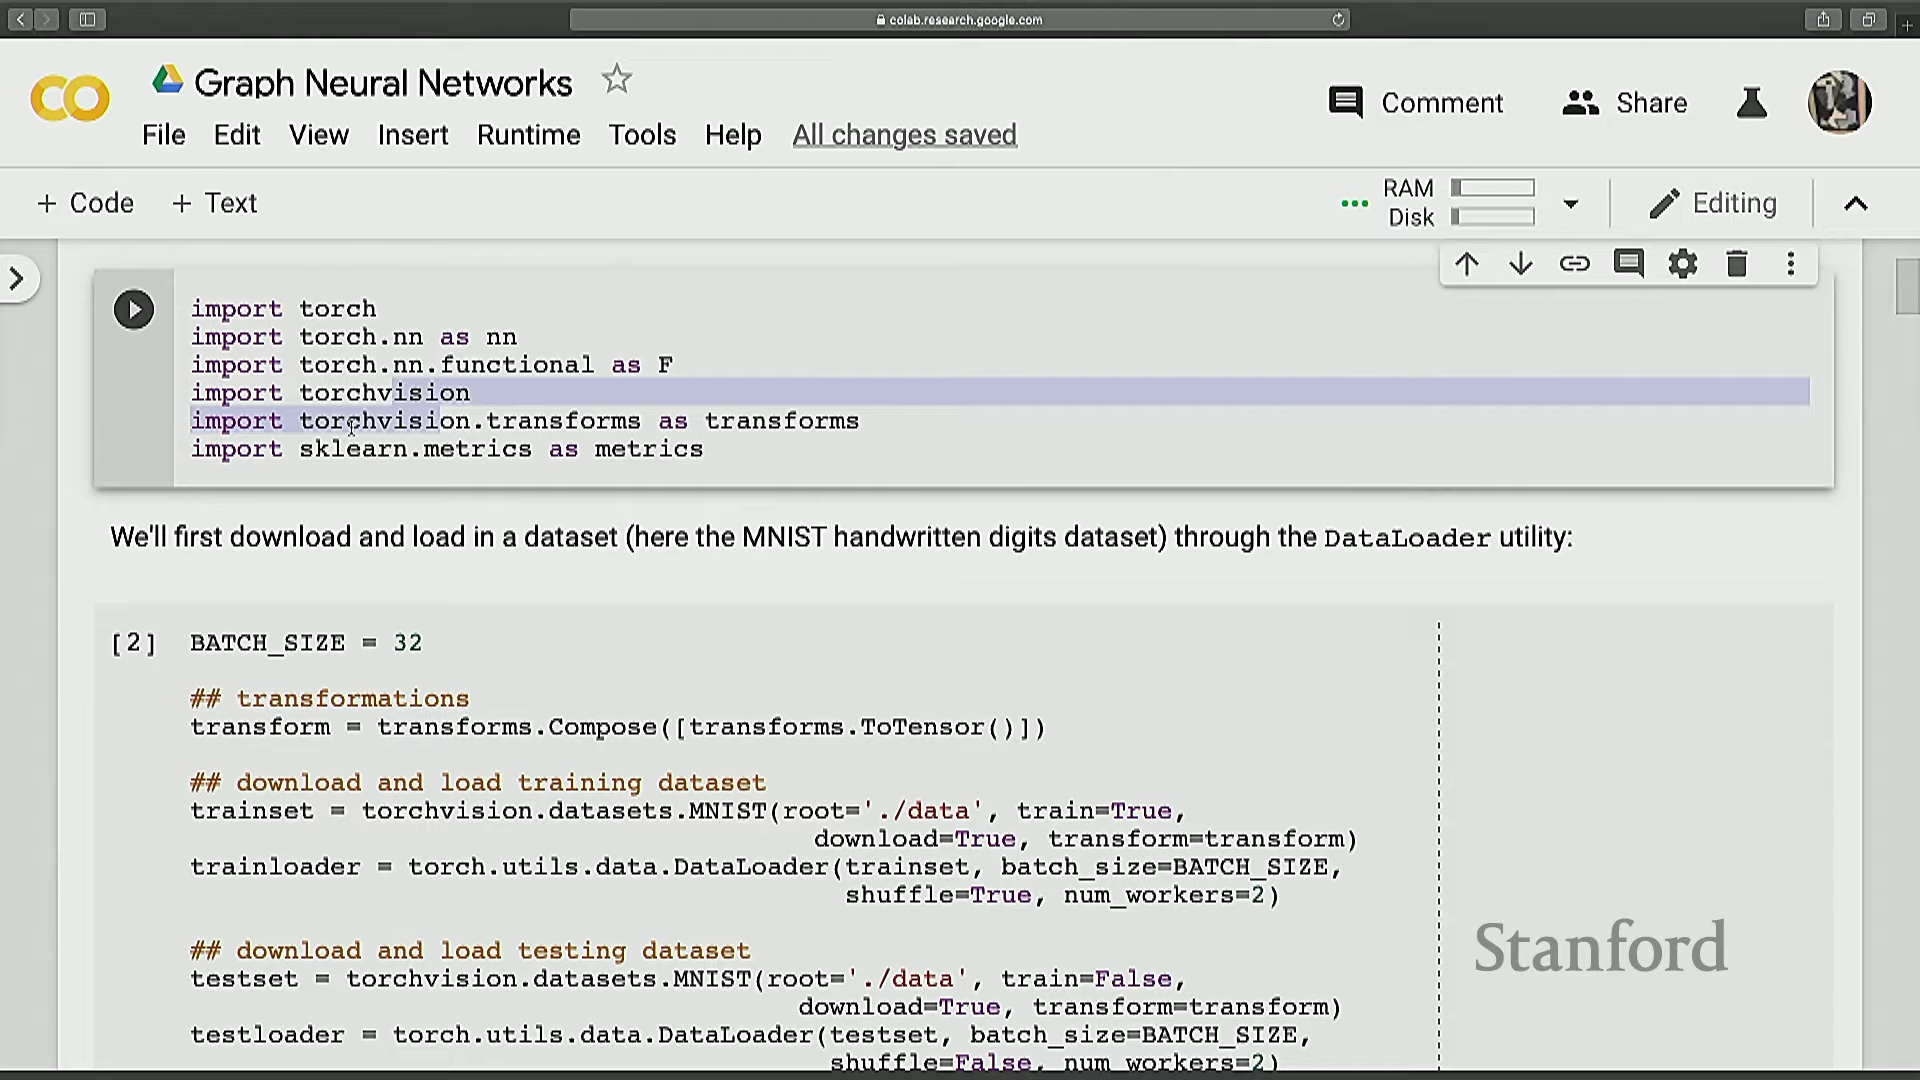 colab.research.google.com
CO
Graph Neural Networks
Comment
Share
File Edit View Insert Runtime Tools Help All changes saved
+ Code + Text
RAM
Disk
Editing
import torch
import torch.nn as nn
import torch.nn.functional as F
import torchvision
import torchvision.transforms as transforms
import sklearn.metrics as metrics
We'll first download and load in a dataset (here the MNIST handwritten digits dataset) through the DataLoader utility:
[2] BATCH_SIZE = 32
## transformations
transform = transforms.Compose([transforms.ToTensor()])
## download and load training dataset
trainset = torchvision.datasets.MNIST(root='./data', train=True,
download=True, transform=transform)
trainloader = torch.utils.data.DataLoader(trainset, batch_size=BATCH_SIZE,
shuffle=True, num_workers=2)
## download and load testing dataset
testset = torchvision.datasets.MNIST(root='./data', train=False,
download=True, transform=transform)
testloader = torch.utils.data.DataLoader(testset, batch_size=BATCH_SIZE,
shuffle=False, num_workers=2)
Stanford